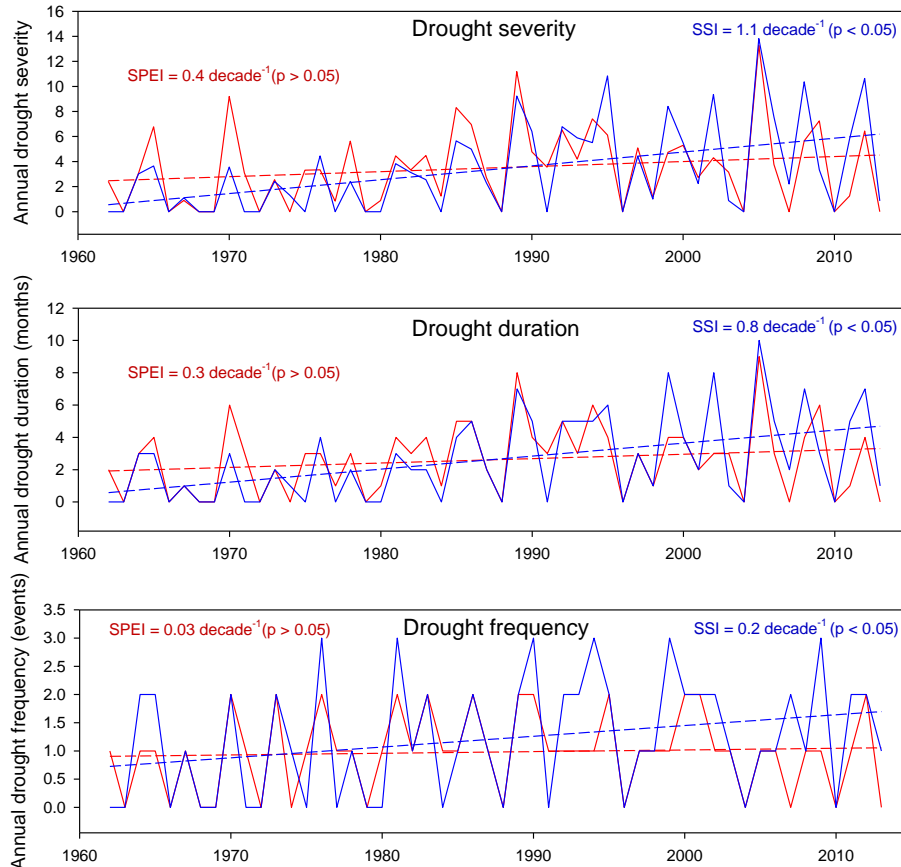 Drought severity
SSI = 1.1 decade⁻¹ (p < 0.05)
SPEI = 0.4 decade⁻¹(p > 0.05)
Annual drought severity
16
14
12
10
8
6
4
2
0
1960 1970 1980 1990 2000 2010
Drought duration
SSI = 0.8 decade⁻¹ (p < 0.05)
SPEI = 0.3 decade⁻¹(p > 0.05)
Annual drought duration (months)
12
10
8
6
4
2
0
1960 1970 1980 1990 2000 2010
SPEI = 0.03 decade⁻¹(p > 0.05)
Drought frequency
SSI = 0.2 decade⁻¹ (p < 0.05)
Annual drought frequency (events)
3.5
3.0
2.5
2.0
1.5
1.0
0.5
0.0
1960 1970 1980 1990 2000 2010